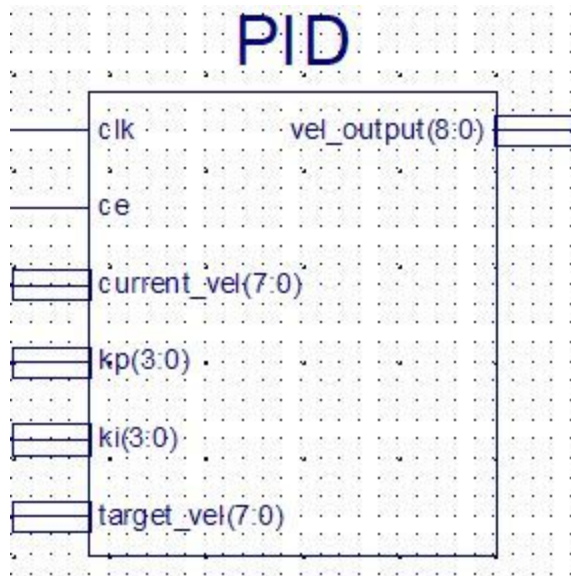 PID
clk
vel_output(8:0)
ce
current_vel(7:0)
kp(3:0)
ki(3:0)
target_vel(7:0)